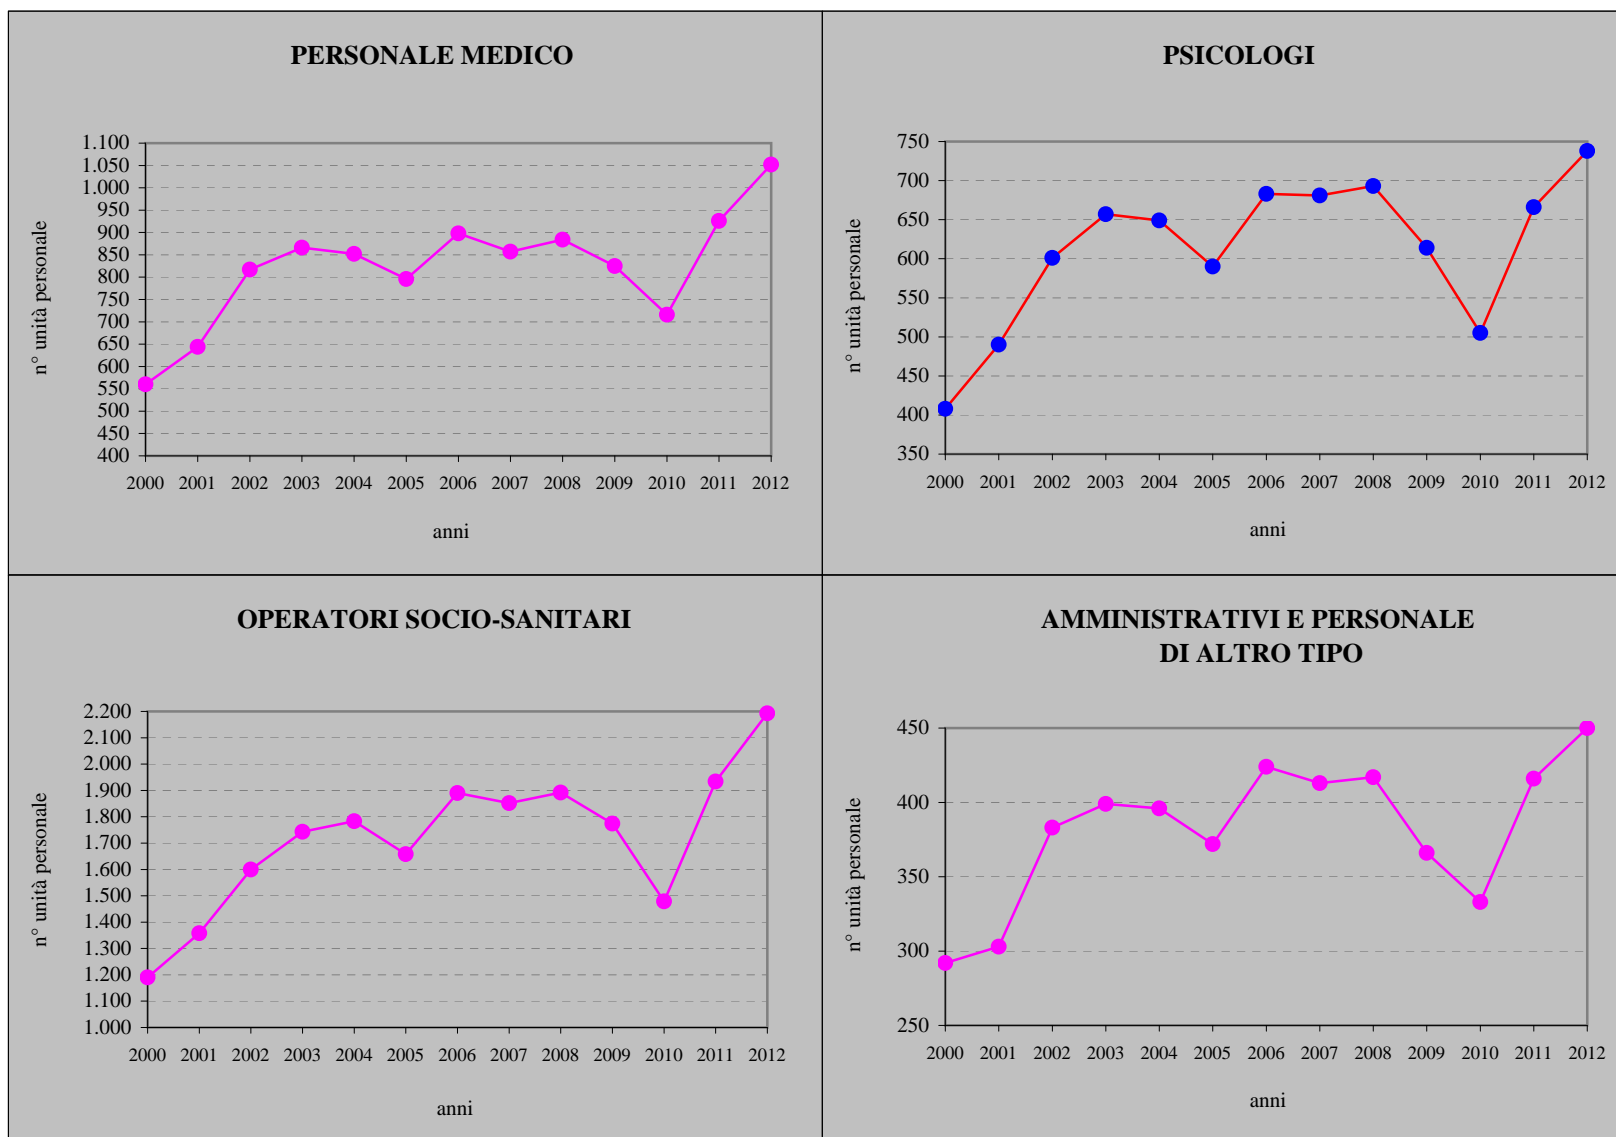 PERSONALE MEDICO
1.100
1.050
1.000
950
900
850
800
750
700
650
600
550
500
450
400
n° unità personale
2000 2001 2002 2003 2004 2005 2006 2007 2008 2009 2010 2011 2012
anni
PSICOLOGI
750
700
650
600
550
500
450
400
350
n° unità personale
2000 2001 2002 2003 2004 2005 2006 2007 2008 2009 2010 2011 2012
anni
OPERATORI SOCIO-SANITARI
2.200
2.100
2.000
1.900
1.800
1.700
1.600
1.500
1.400
1.300
1.200
1.100
1.000
n° unità personale
2000 2001 2002 2003 2004 2005 2006 2007 2008 2009 2010 2011 2012
anni
AMMINISTRATIVI E PERSONALE
DI ALTRO TIPO
450
400
350
300
250
n° unità personale
2000 2001 2002 2003 2004 2005 2006 2007 2008 2009 2010 2011 2012
anni